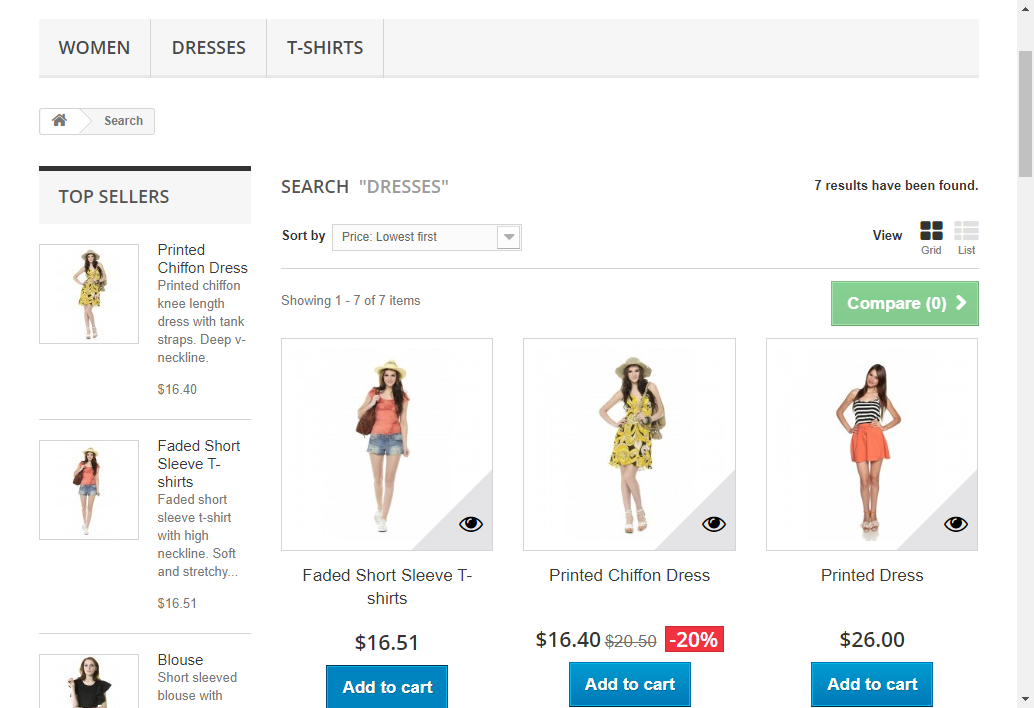 WOMEN
DRESSES
T-SHIRTS
Search
TOP SELLERS
Printed
Chiffon Dress
Printed chiffon
knee length
dress with tank
straps. Deep v-
neckline.
$16.40
Faded Short
Sleeve T-
shirts
Faded short
sleeve t-shirt
with high
neckline. Soft
and stretchy...
$16.51
Blouse
Short sleeved
blouse with
SEARCH "DRESSES"
7 results have been found.
Sort by
Price: Lowest first
View
Grid
List
Showing 1 - 7 of 7 items
Compare (0)
Faded Short Sleeve T-
shirts
$16.51
Add to cart
Printed Chiffon Dress
$16.40 $20.50 -20%
Add to cart
Printed Dress
$26.00
Add to cart